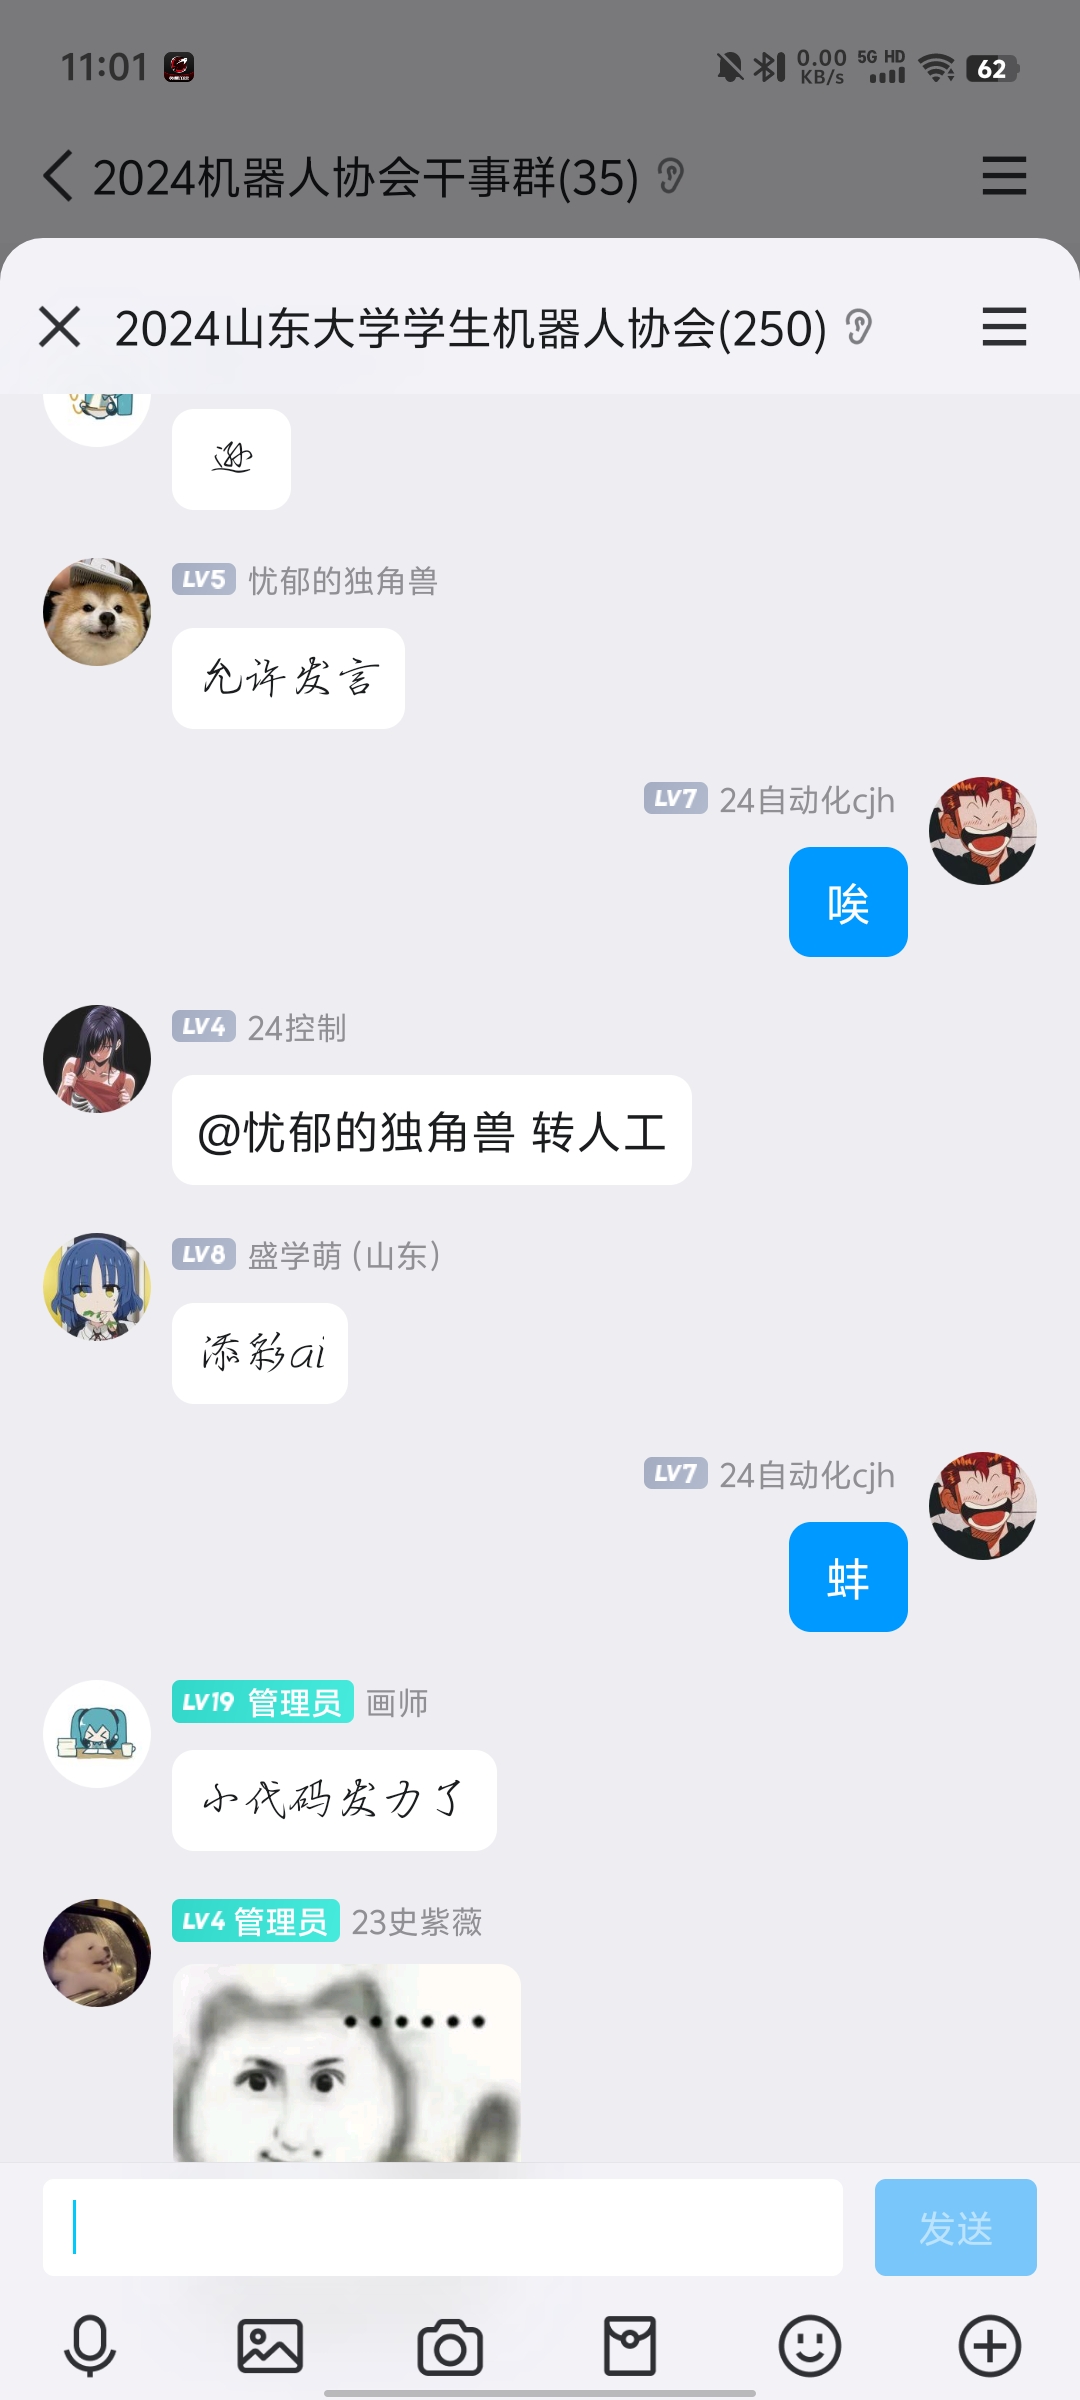 11:01
0.00 KB/s 5G HD 62
2024机器人协会干事群(35)
2024山东大学学生机器人协会(250)
逊
LV5 忧郁的独角兽
允许发言
LV7 24自动化cjh
唉
LV4 24控制
@忧郁的独角兽 转人工
LV8 盛学萌（山东）
添彩ai
LV7 24自动化cjh
蚌
LV19 管理员 画师
小代码发力了
LV4 管理员 23史紫薇
••••••
发送